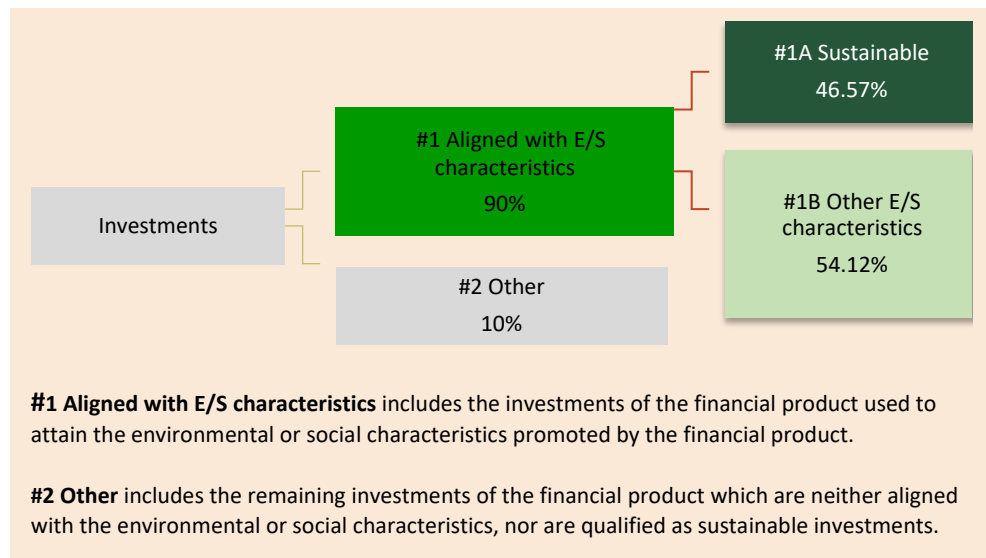 #1A Sustainable
46.57%
#1 Aligned with E/S
characteristics
90%
#1B Other E/S
characteristics
54.12%
Investments
#2 Other
10%
#1 Aligned with E/S characteristics includes the investments of the financial product used to
attain the environmental or social characteristics promoted by the financial product.
#2 Other includes the remaining investments of the financial product which are neither aligned
with the environmental or social characteristics, nor are qualified as sustainable investments.